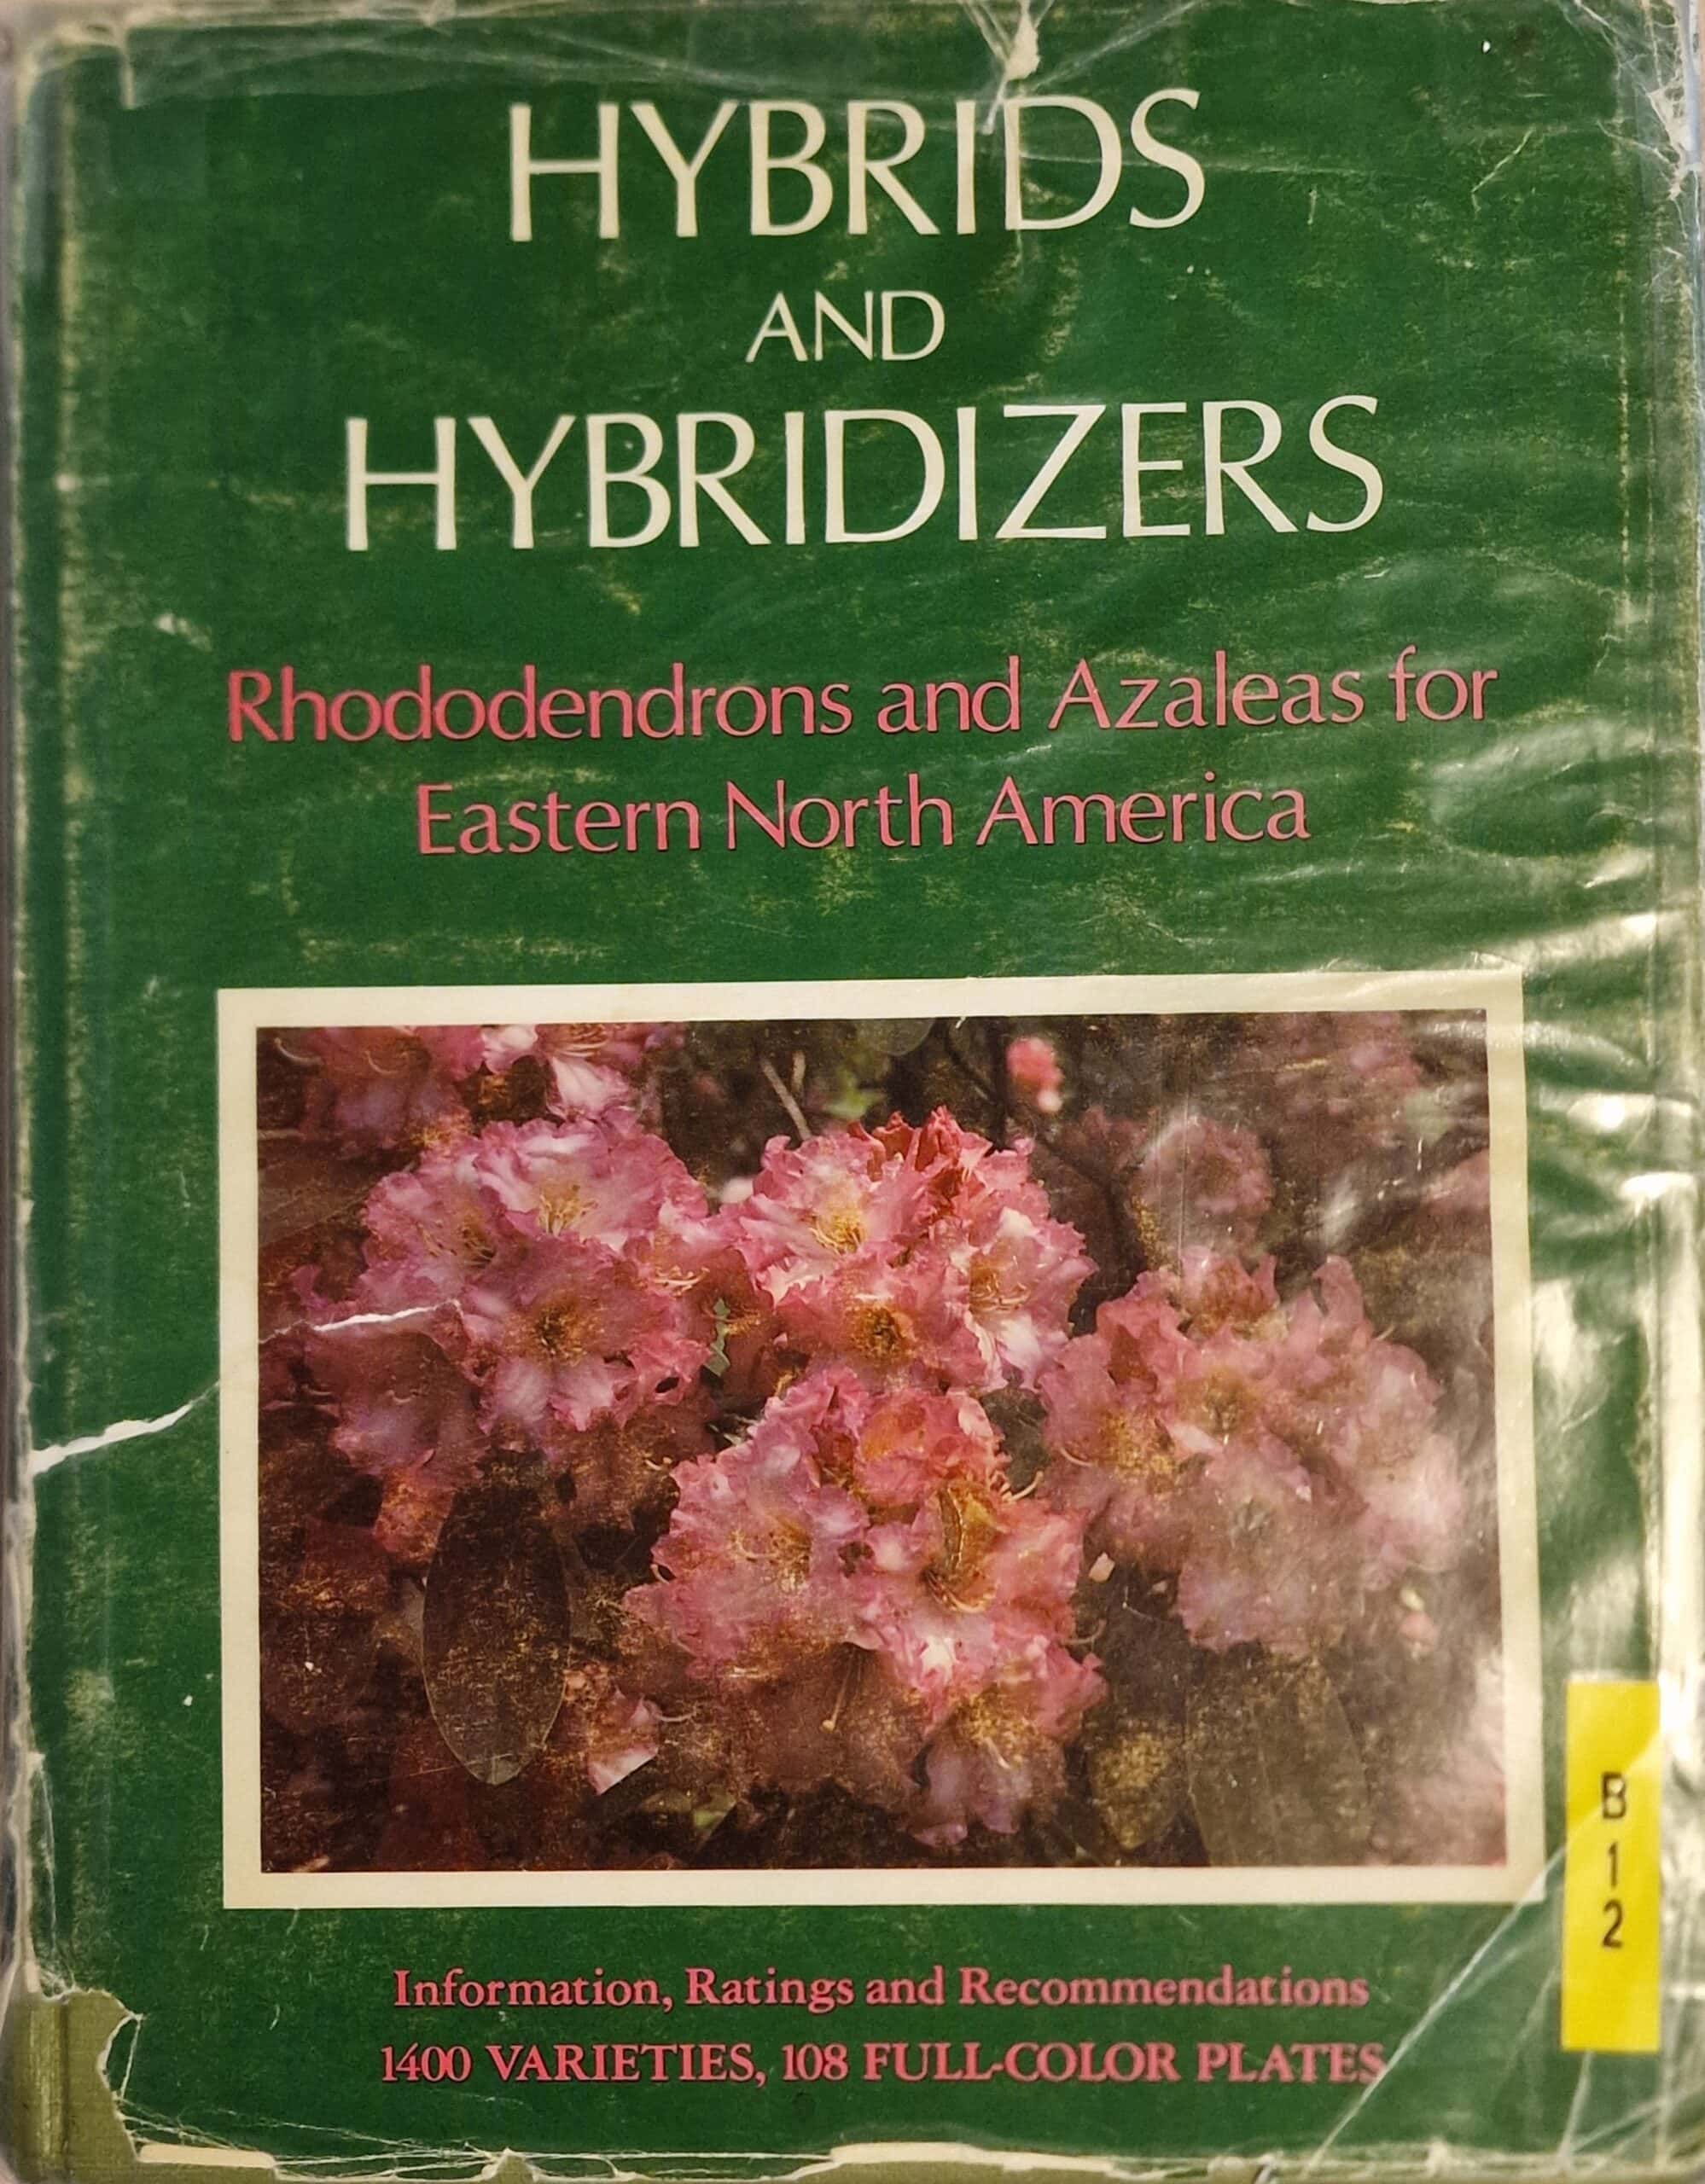 HYBRIDS
AND
HYBRIDIZERS
Rhododendrons and Azaleas for
Eastern North America
B
1
2
Information, Ratings and Recommendations
1400 VARIETIES, 108 FULL-COLOR PLATES